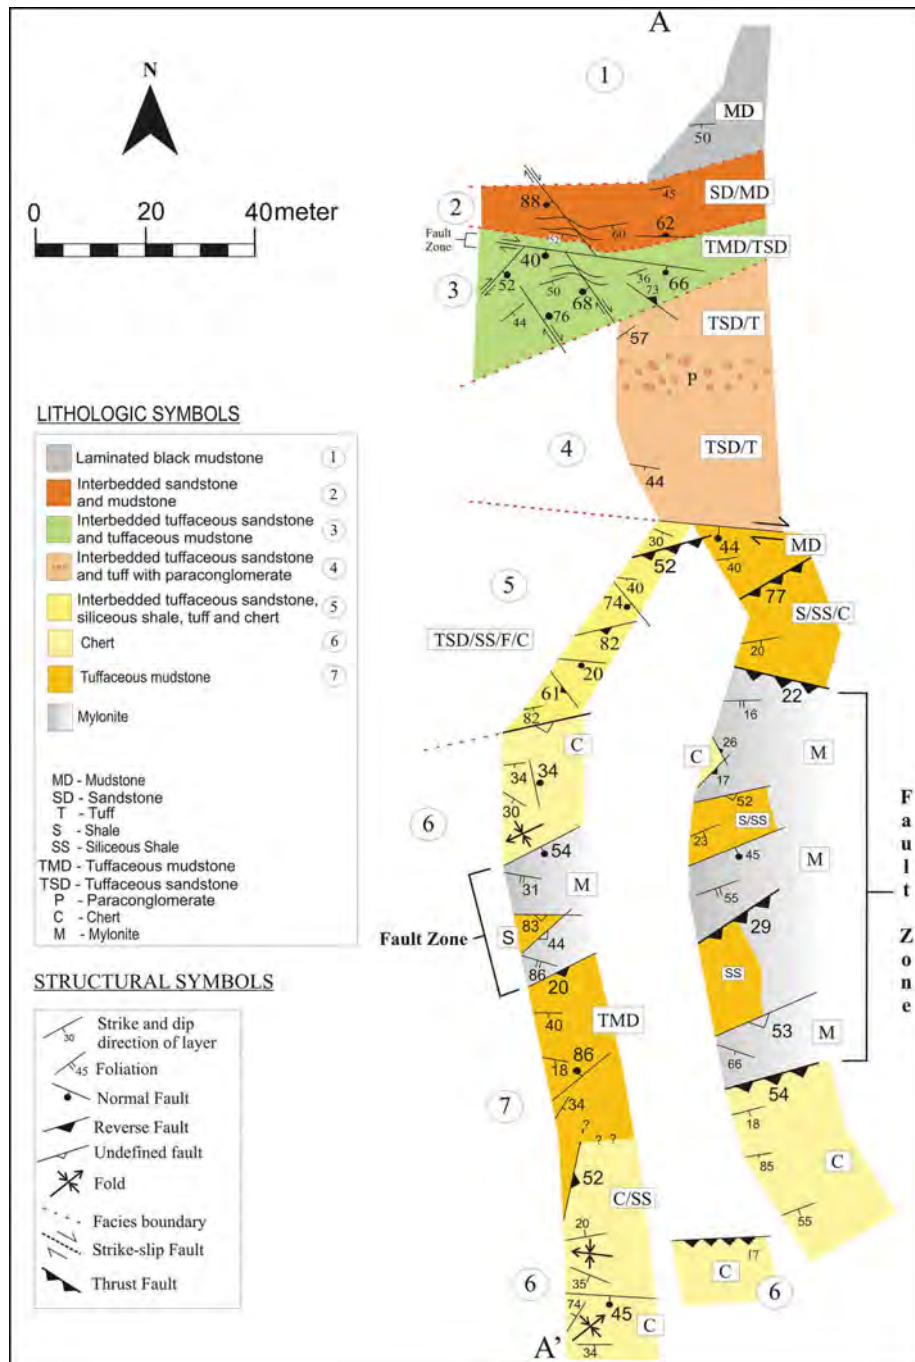 A
N
0 20 40 meter
1
MD
50
45
SD/MD
88
2
62
60
52
Fault
Zone
TMD/TSD
40
52
36
66
3
50
68
73
76
44
TSD/T
57
P
4
TSD/T
44
LITHOLOGIC SYMBOLS
Laminated black mudstone 1
Interbedded sandstone
and mudstone 2
Interbedded tuffaceous sandstone
and tuffaceous mudstone 3
Interbedded tuffaceous sandstone
and tuff with paraconglomerate 4
Interbedded tuffaceous sandstone,
siliceous shale, tuff and chert 5
Chert 6
Tuffaceous mudstone 7
Mylonite
MD - Mudstone
SD - Sandstone
T - Tuff
S - Shale
SS - Siliceous Shale
TMD - Tuffaceous mudstone
TSD - Tuffaceous sandstone
P - Paraconglomerate
C - Chert
M - Mylonite
STRUCTURAL SYMBOLS
30 Strike and dip
direction of layer
45 Foliation
Normal Fault
Reverse Fault
Undefined fault
Fold
Facies boundary
Strike-slip Fault
Thrust Fault
30
52
44
MD
40
77
5
40
74
S/SS/C
TSD/SS/F/C
82
20
20
61
22
82
16
C
26
C
M
17
34
34
52
S/SS
30
6
23
45
M
54
M
31
55
Fault Zone
83
S
44
29
86
20
SS
53
M
66
Fault
Zone
40
TMD
18
86
54
7
34
18
? ? ?
52
C/SS
85
C
55
20
17
C
6
6
35
74
45
C
34
A'